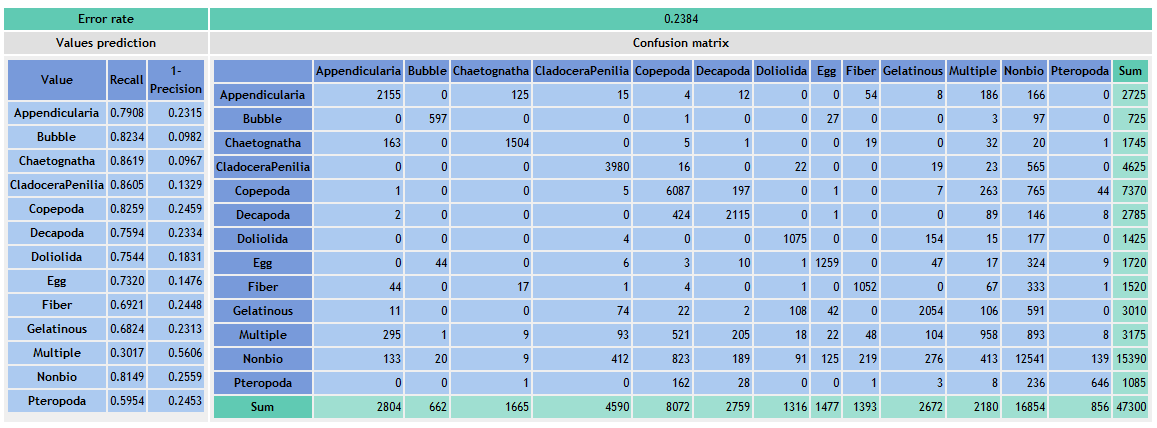 Error rate 0.2384
Values prediction Confusion matrix
Value Recall 1-Precision
Appendicularia 0.7908 0.2315
Bubble 0.8234 0.0982
Chaetognatha 0.8619 0.0967
CladoceraPenilia 0.8605 0.1329
Copepoda 0.8259 0.2459
Decapoda 0.7594 0.2334
Doliolida 0.7544 0.1831
Egg 0.7320 0.1476
Fiber 0.6921 0.2448
Gelatinous 0.6824 0.2313
Multiple 0.3017 0.5606
Nonbio 0.8149 0.2559
Pteropoda 0.5954 0.2453
Appendicularia Bubble Chaetognatha CladoceraPenilia Copepoda Decapoda Doliolida Egg Fiber Gelatinous Multiple Nonbio Pteropoda Sum
Appendicularia 2155 0 125 15 4 12 0 0 54 8 186 166 0 2725
Bubble 0 597 0 0 1 0 0 27 0 0 3 97 0 725
Chaetognatha 163 0 1504 0 5 1 0 0 19 0 32 20 1 1745
CladoceraPenilia 0 0 0 3980 16 0 22 0 0 19 23 565 0 4625
Copepoda 1 0 0 5 6087 197 0 1 0 7 263 765 44 7370
Decapoda 2 0 0 0 424 2115 0 1 0 0 89 146 8 2785
Doliolida 0 0 0 4 0 0 1075 0 0 154 15 177 0 1425
Egg 0 44 0 6 3 10 1 1259 0 47 17 324 9 1720
Fiber 44 0 17 1 4 0 1 0 1052 0 67 333 1 1520
Gelatinous 11 0 0 74 22 2 108 42 0 2054 106 591 0 3010
Multiple 295 1 9 93 521 205 18 22 48 104 958 893 8 3175
Nonbio 133 20 9 412 823 189 91 125 219 276 413 12541 139 15390
Pteropoda 0 0 1 0 162 28 0 0 1 3 8 236 646 1085
Sum 2804 662 1665 4590 8072 2759 1316 1477 1393 2672 2180 16854 856 47300